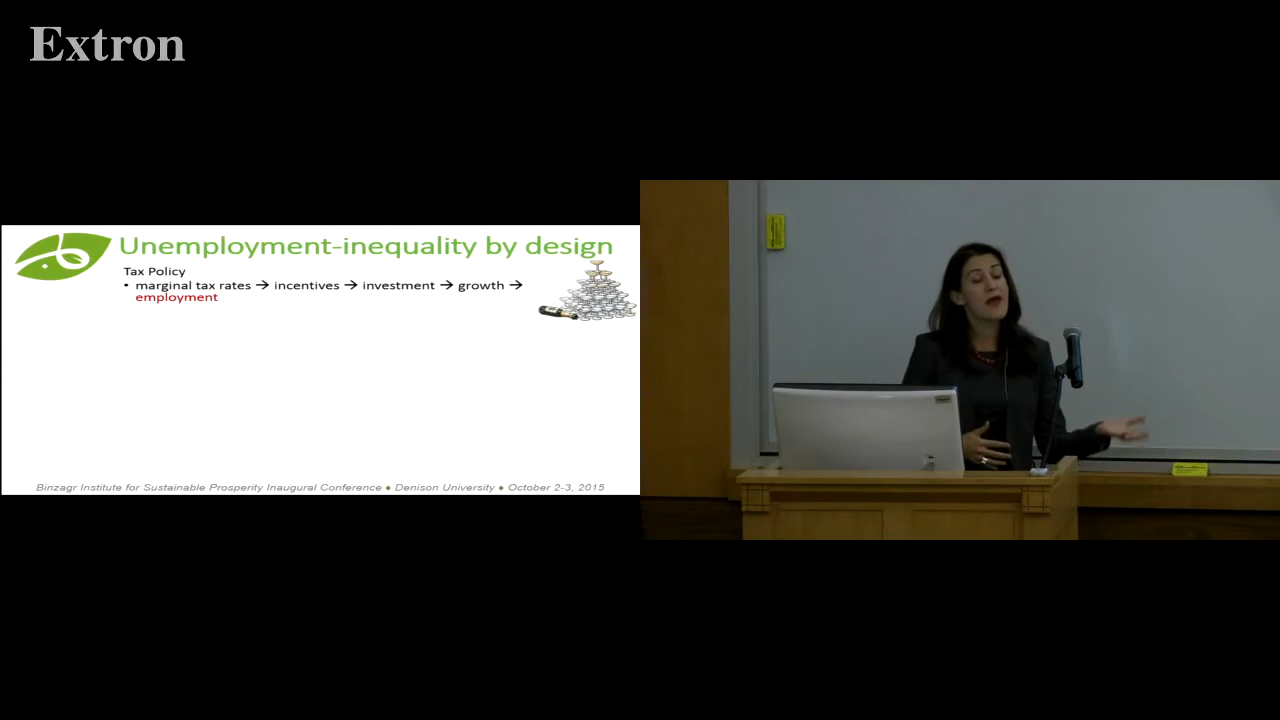 Extron
Unemployment-inequality by design
Tax Policy
• marginal tax rates → incentives → investment → growth →
employment
Binzagr Institute for Sustainable Prosperity Inaugural Conference ♦ Denison University ♦ October 2-3, 2015